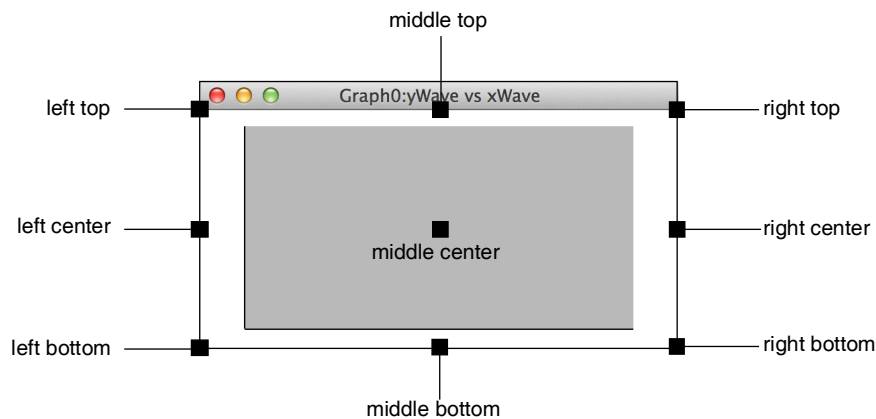 middle top
Graph0:yWave vs xWave
left top
right top
left center
right center
middle center
left bottom
right bottom
middle bottom